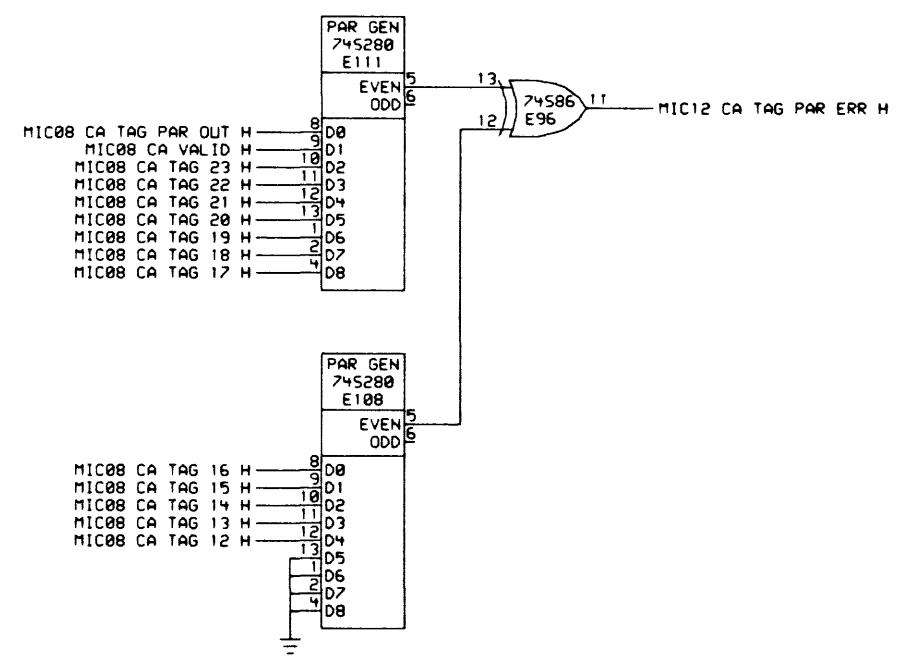 PAR GEN
74S280
E111
EVEN 5
ODD 6
MIC08 CA TAG PAR OUT H 8 D0
MIC08 CA VALID H 9 D1
MIC08 CA TAG 23 H 10 D2
MIC08 CA TAG 22 H 11 D3
MIC08 CA TAG 21 H 12 D4
MIC08 CA TAG 20 H 13 D5
MIC08 CA TAG 19 H 1 D6
MIC08 CA TAG 18 H 2 D7
MIC08 CA TAG 17 H 4 D8
13
12
74S86
E96
11
MIC12 CA TAG PAR ERR H
PAR GEN
74S280
E108
EVEN 5
ODD 6
MIC08 CA TAG 16 H 8 D0
MIC08 CA TAG 15 H 9 D1
MIC08 CA TAG 14 H 10 D2
MIC08 CA TAG 13 H 11 D3
MIC08 CA TAG 12 H 12 D4
13 D5
1 D6
2 D7
4 D8